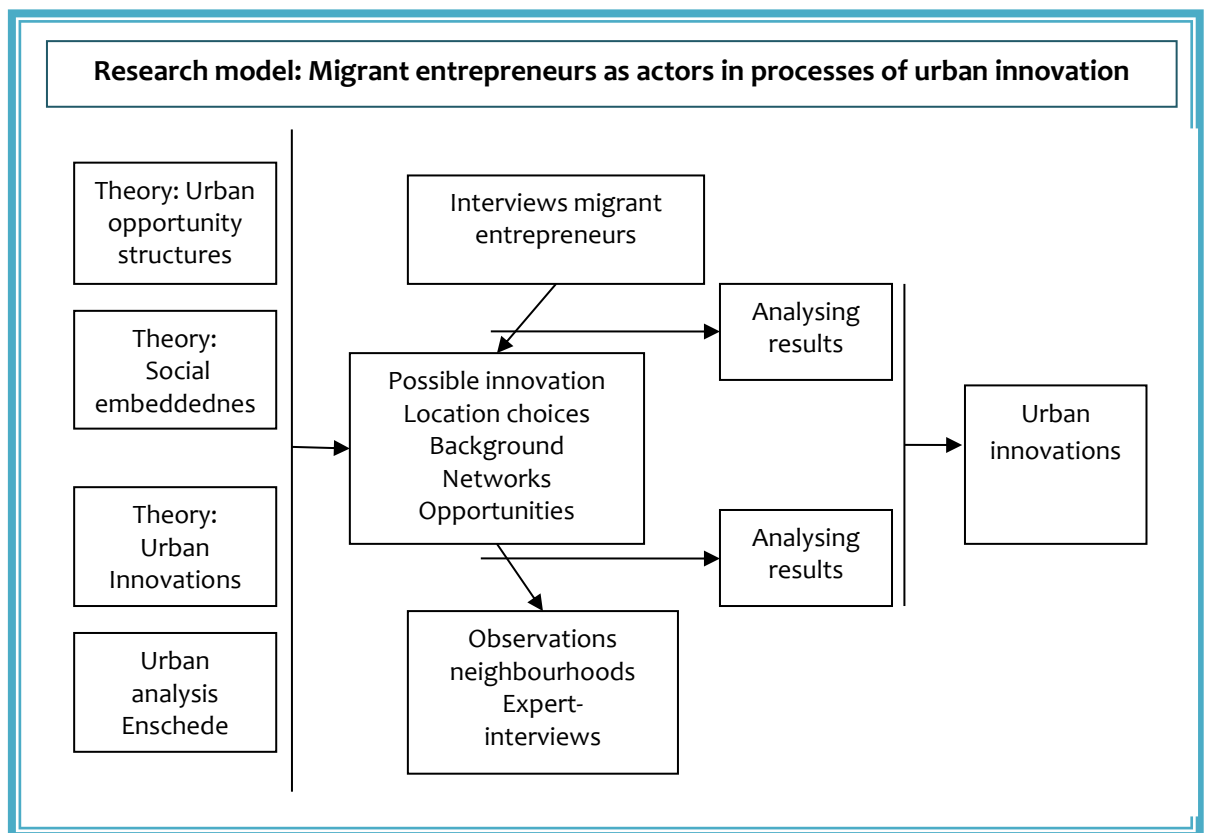 Research model: Migrant entrepreneurs as actors in processes of urban innovation
Theory: Urban
opportunity
structures
Theory:
Social
embeddednes
Theory:
Urban
Innovations
Urban
analysis
Enschede
Interviews migrant
entrepreneurs
Possible innovation
Location choices
Background
Networks
Opportunities
Observations
neighbourhoods
Expert-
interviews
Analysing
results
Analysing
results
Urban
innovations